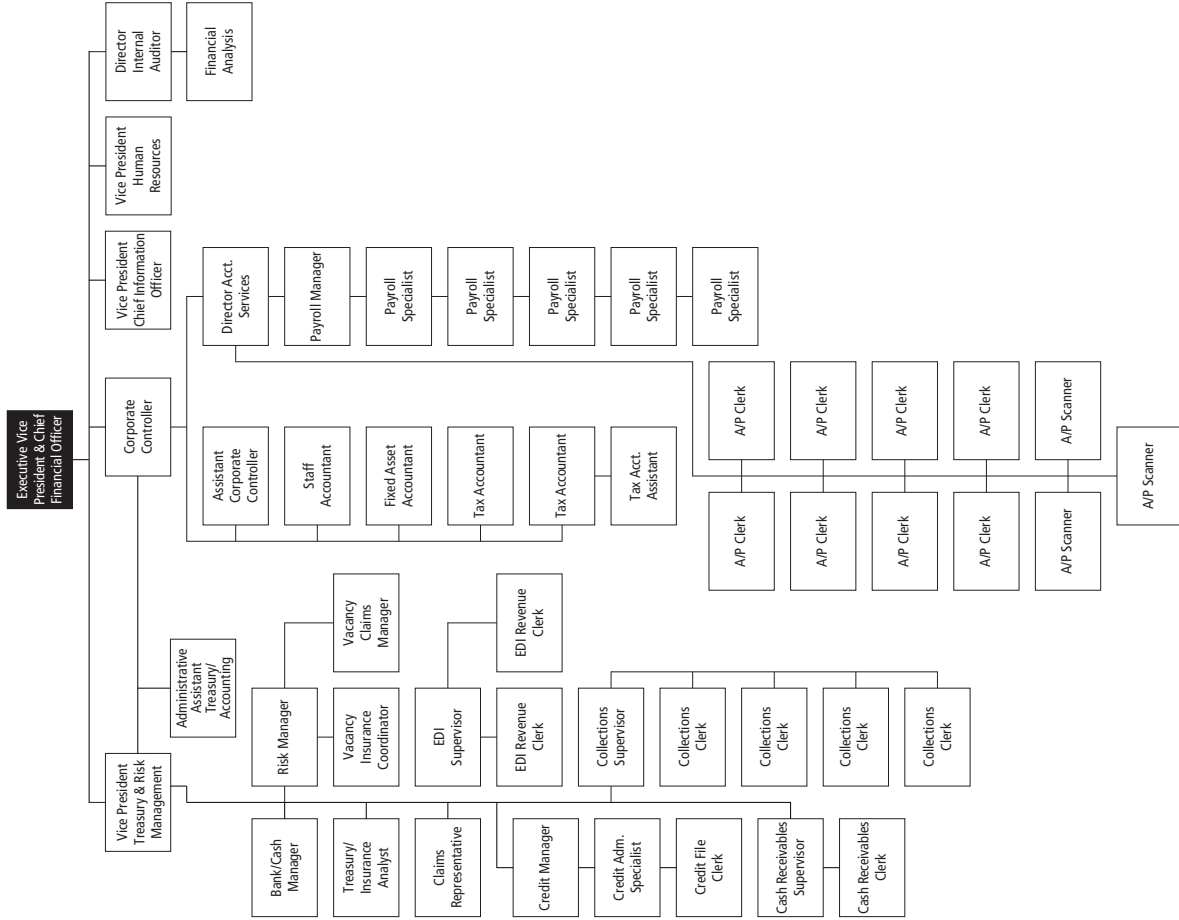 Executive Vice
President & Chief
Financial Officer
Vice President
Treasury & Risk
Management
Corporate
Controller
Vice President
Chief Information
Officer
Vice President
Human
Resources
Director
Internal
Auditor
Administrative
Assistant
Treasury/
Accounting
Financial
Analysis
Bank/Cash
Manager
Risk Manager
Treasury/
Insurance
Analyst
Vacancy
Insurance
Coordinator
Vacancy
Claims
Manager
Claims
Representative
EDI
Supervisor
Credit Manager
EDI Revenue
Clerk
EDI Revenue
Clerk
Credit Adm.
Specialist
Collections
Supervisor
Credit File
Clerk
Collections
Clerk
Cash Receivables
Supervisor
Collections
Clerk
Cash Receivables
Clerk
Collections
Clerk
Collections
Clerk
Assistant
Corporate
Controller
Staff
Accountant
Fixed Asset
Accountant
Tax Accountant
Tax Accountant
Tax Acct.
Assistant
Director Acct.
Services
Payroll Manager
Payroll
Specialist
Payroll
Specialist
Payroll
Specialist
Payroll
Specialist
Payroll
Specialist
A/P Clerk
A/P Clerk
A/P Clerk
A/P Clerk
A/P Clerk
A/P Clerk
A/P Clerk
A/P Clerk
A/P Scanner
A/P Scanner
A/P Scanner